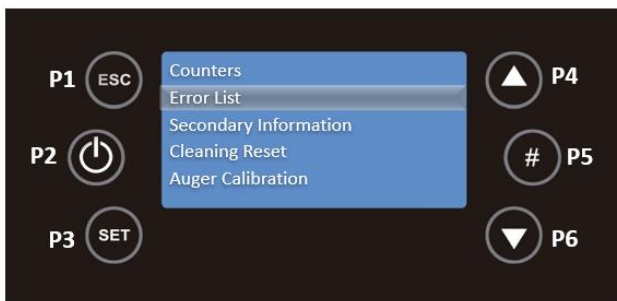 P1 ESC
P2
P3 SET
Counters
Error List
Secondary Information
Cleaning Reset
Auger Calibration
P4
# P5
P6